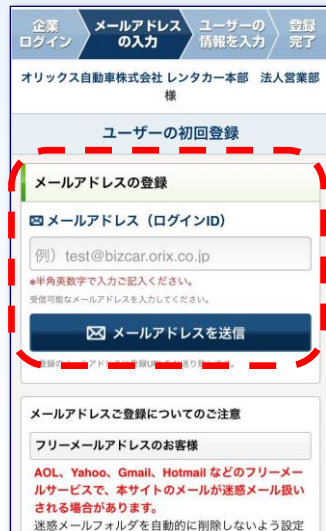 企業
ログイン
メールアドレス
の入力
ユーザーの
情報を入力
登録
完了
オリックス自動車株式会社 レンタカー本部　法人営業部
様
ユーザーの初回登録
メールアドレスの登録
メールアドレス（ログインID）
例）test@bizcar.orix.co.jp
*半角英数字で入力ご記入ください。
受信可能なメールアドレスを入力してください。
メールアドレスを送信
メールアドレスご登録についてのご注意
フリーメールアドレスのお客様
AOL、Yahoo、Gmail、Hotmail などのフリーメー
ルサービスで、本サイトのメールが迷惑メール扱い
される場合があります。
迷惑メールフォルダを自動的に削除しないよう設定